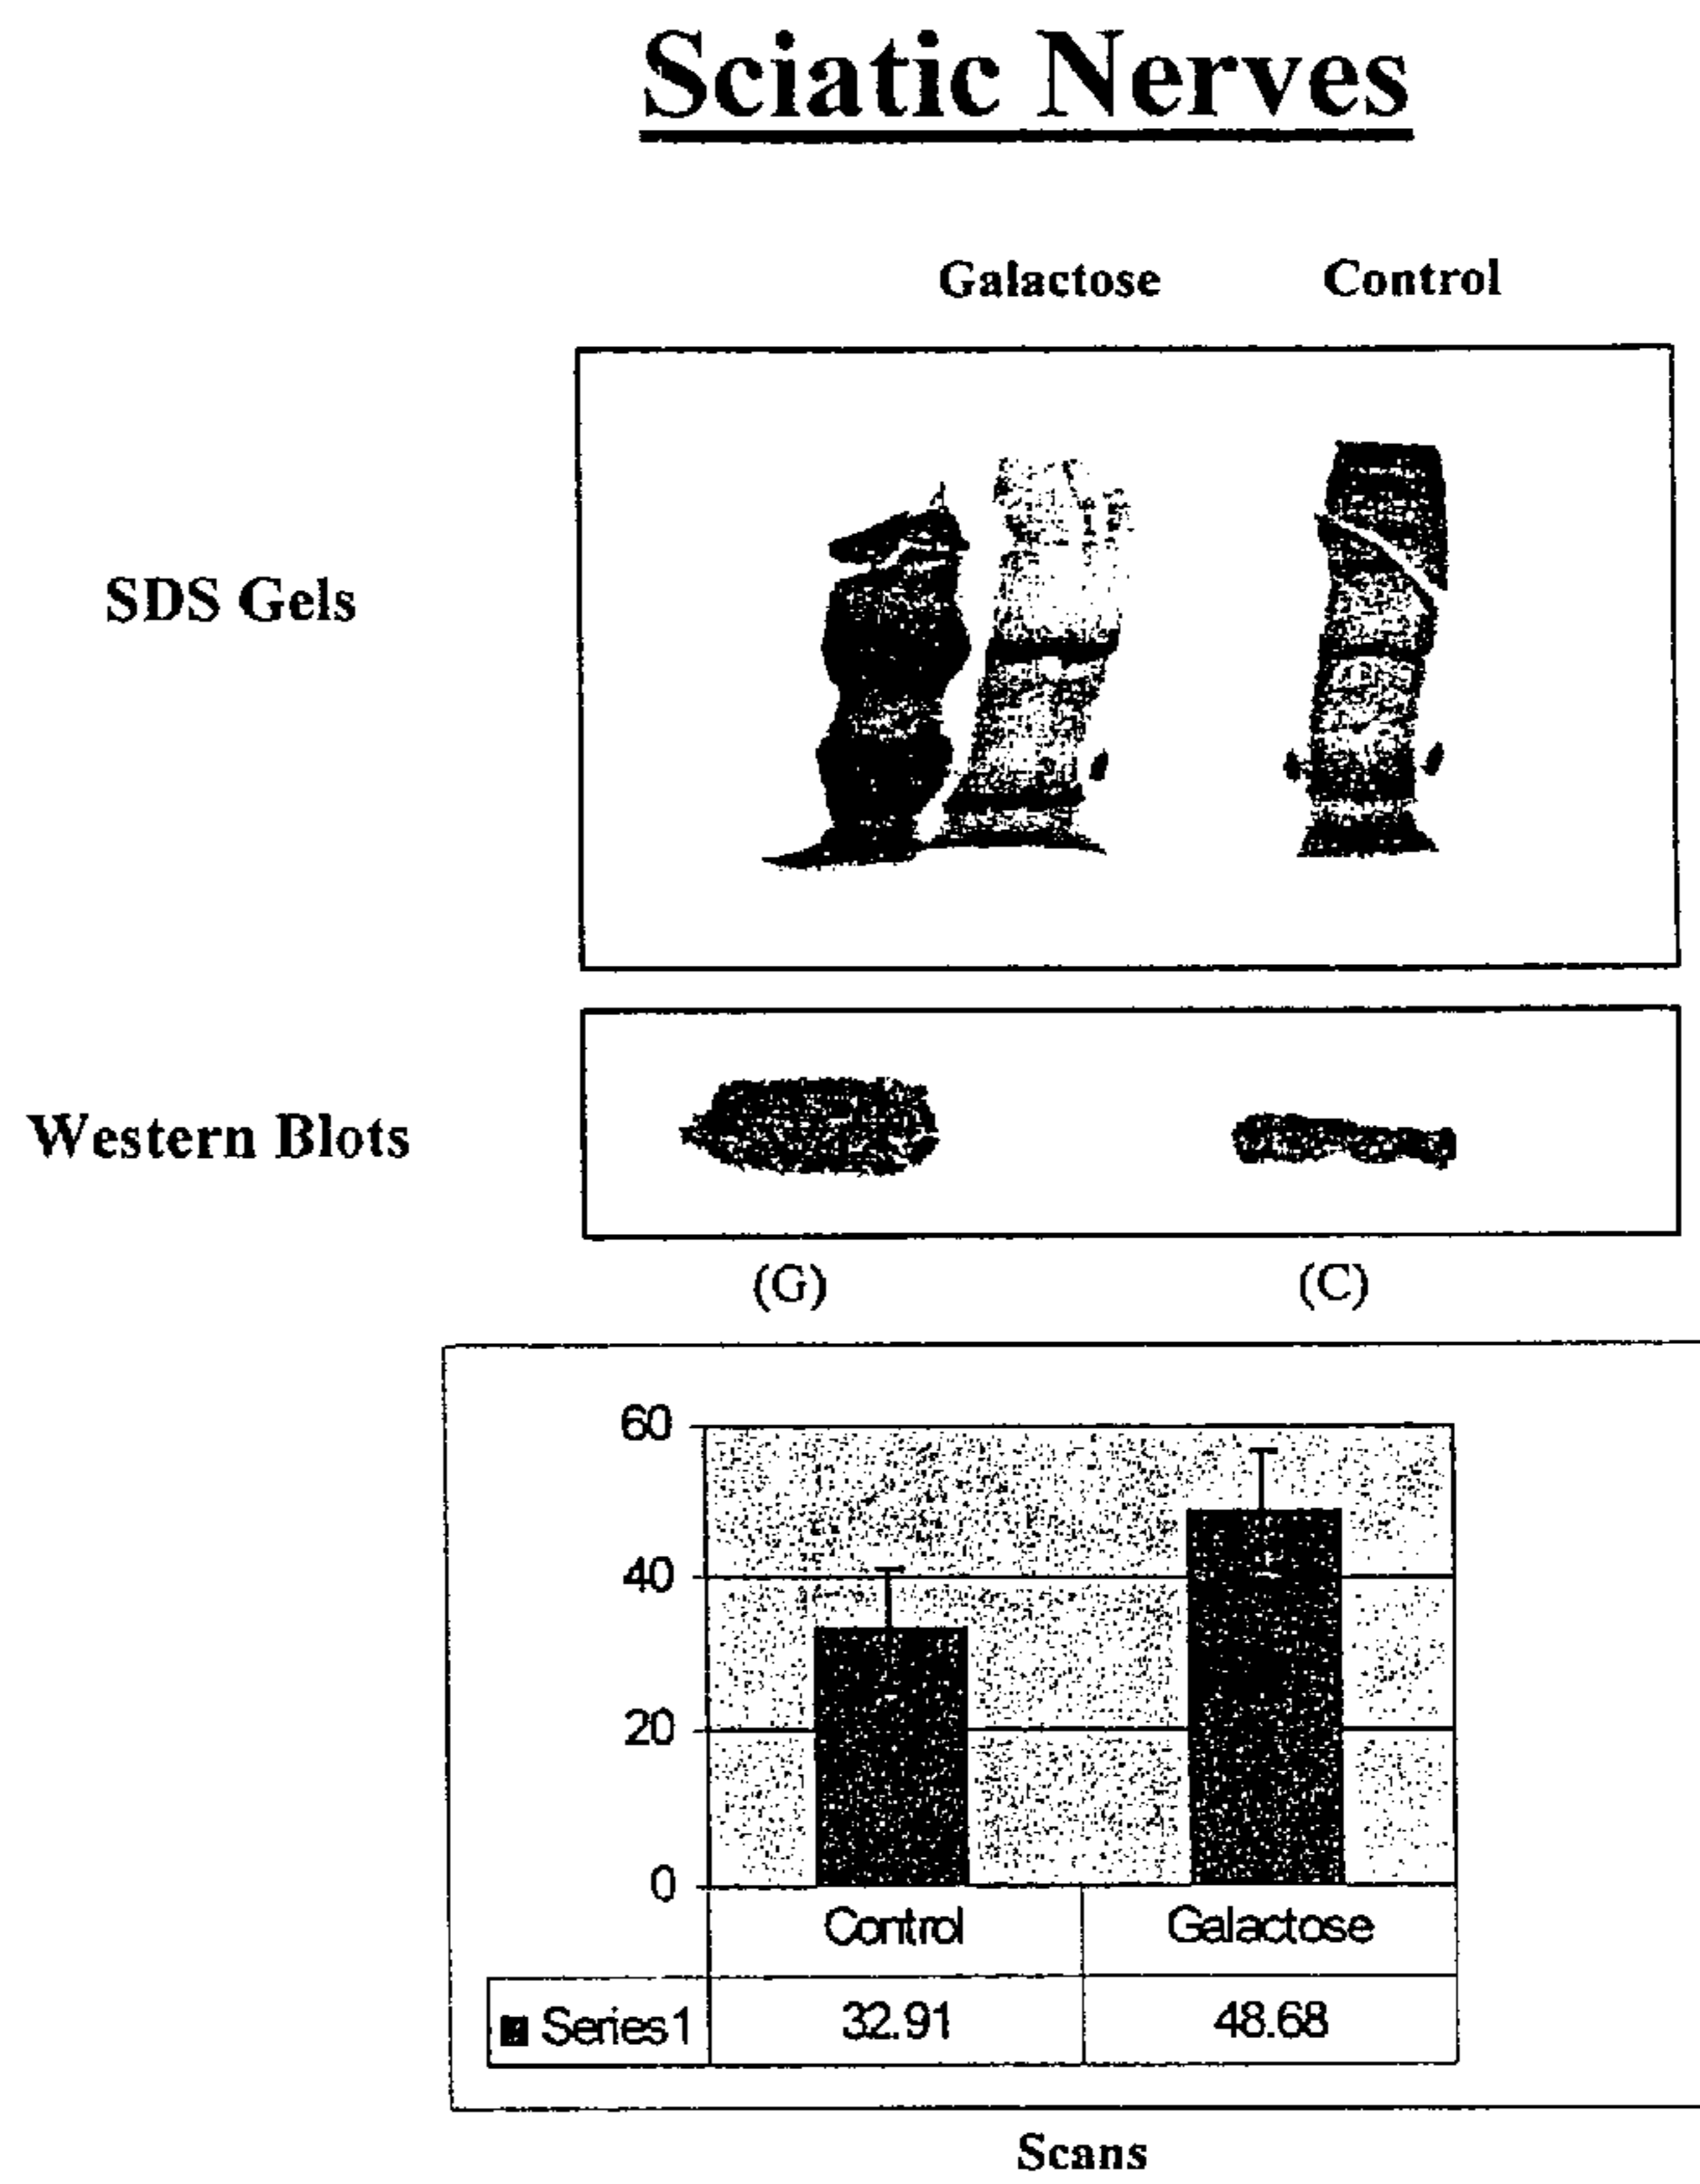 Sciatic Nerves
Galactose Control
SDS Gels
Western Blots
(G) (C)
60
40
20
0
Control Galactose
Series1 32.91 48.68
Scans